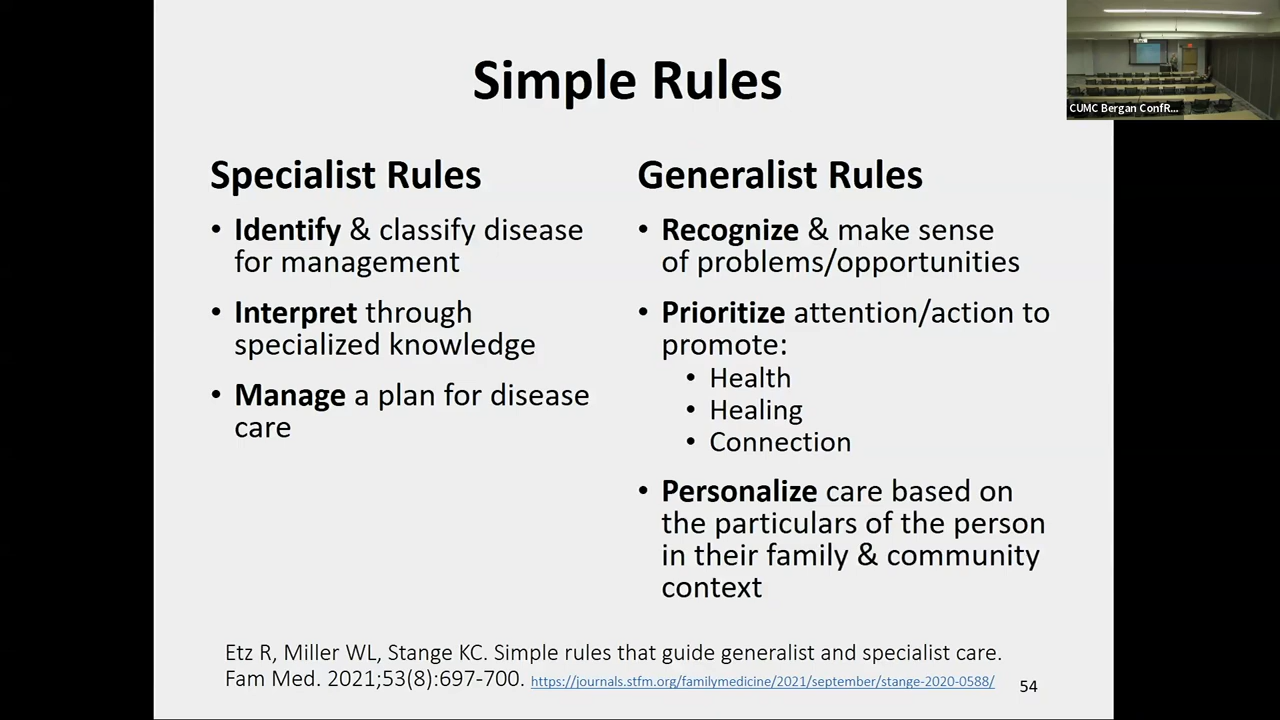 Simple Rules
Specialist Rules
• Identify & classify disease
for management
• Interpret through
specialized knowledge
• Manage a plan for disease
care
Generalist Rules
• Recognize & make sense
of problems/opportunities
• Prioritize attention/action to
promote:
• Health
• Healing
• Connection
• Personalize care based on
the particulars of the person
in their family & community
context
Etz R, Miller WL, Stange KC. Simple rules that guide generalist and specialist care.
Fam Med. 2021;53(8):697-700. https://journals.stfm.org/familymedicine/2021/september/stange-2020-0588/
54
CUMC Bergan ConfR...